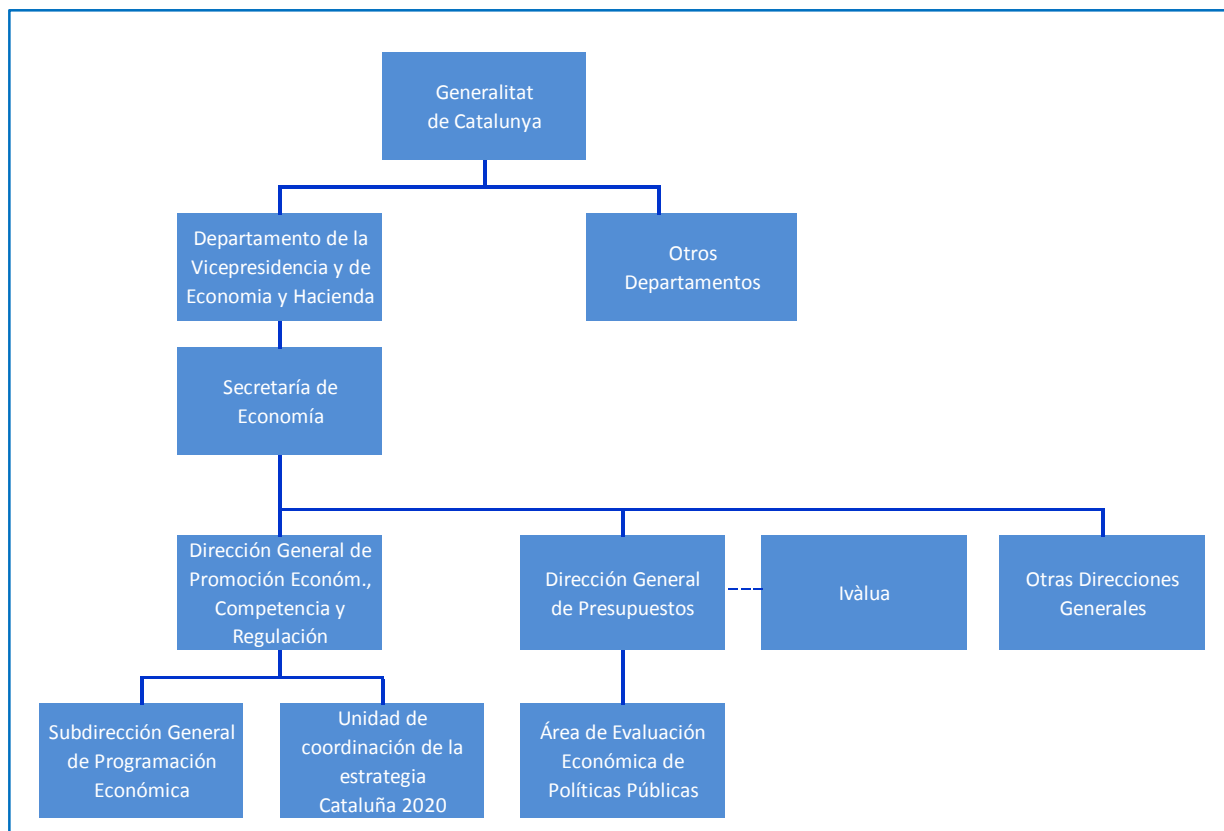 Generalitat
de Catalunya
Departamento de la
Vicepresidencia y de
Economia y Hacienda
Otros
Departamentos
Secretaría de
Economía
Dirección General de
Promoción Económ.,
Competencia y
Regulación
Dirección General
de Presupuestos
Ivàlua
Otras Direcciones
Generales
Subdirección General
de Programación
Económica
Unidad de
coordinación de la
estrategia
Cataluña 2020
Área de Evaluación
Económica de
Políticas Públicas